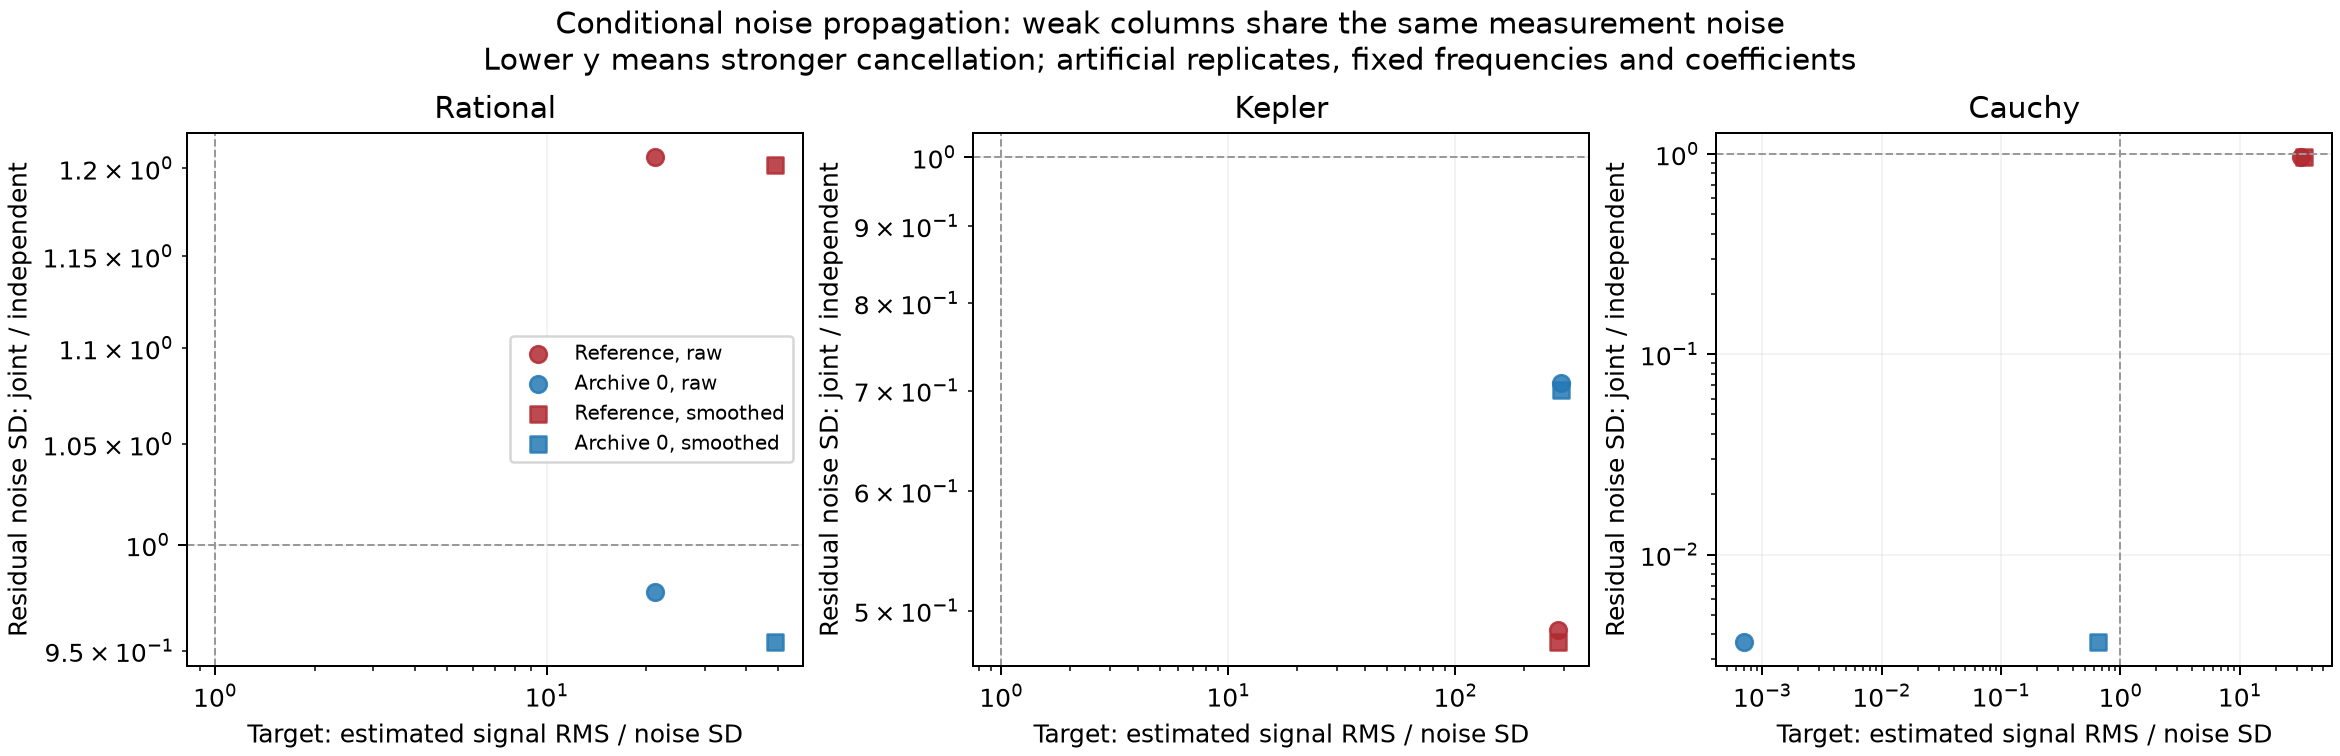 Conditional noise propagation: weak columns share the same measurement noise
Lower y means stronger cancellation; artificial replicates, fixed frequencies and coefficients
Rational
Residual noise SD: joint / independent
1.2 × 10⁰
1.15 × 10⁰
1.1 × 10⁰
1.05 × 10⁰
10⁰
9.5 × 10⁻¹
Reference, raw
Archive 0, raw
Reference, smoothed
Archive 0, smoothed
10⁰
10¹
Target: estimated signal RMS / noise SD
Kepler
Residual noise SD: joint / independent
10⁰
9 × 10⁻¹
8 × 10⁻¹
7 × 10⁻¹
6 × 10⁻¹
5 × 10⁻¹
10⁰
10¹
10²
Target: estimated signal RMS / noise SD
Cauchy
Residual noise SD: joint / independent
10⁰
10⁻¹
10⁻²
10⁻³
10⁻²
10⁻¹
10⁰
10¹
Target: estimated signal RMS / noise SD